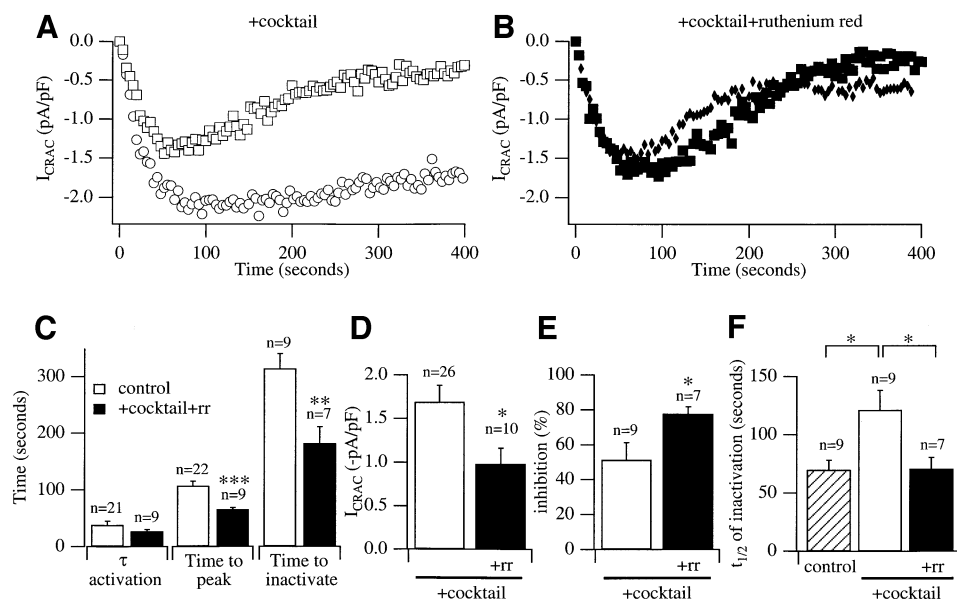 A
+cocktail
B
+cocktail+ruthenium red
0.0
-0.5
-1.0
-1.5
-2.0
I_CRAC (pA/pF)
0 100 200 300 400
Time (seconds)
0.0
-0.5
-1.0
-1.5
-2.0
I_CRAC (pA/pF)
0 100 200 300 400
Time (seconds)
C
300
200
100
0
Time (seconds)
control
+cocktail+rr
n=21
n=9
n=22
***
n=9
n=9
**
n=7
τ
activation
Time to
peak
Time to
inactivate
D
2.0
1.5
1.0
0.5
0.0
I_CRAC (-pA/pF)
n=26
*
n=10
+rr
+cocktail
E
100
80
60
40
20
0
inhibition (%)
n=9
*
n=7
+rr
+cocktail
F
150
100
50
0
t_1/2 of inactivation (seconds)
* *
n=9
n=9
n=7
control
+rr
+cocktail